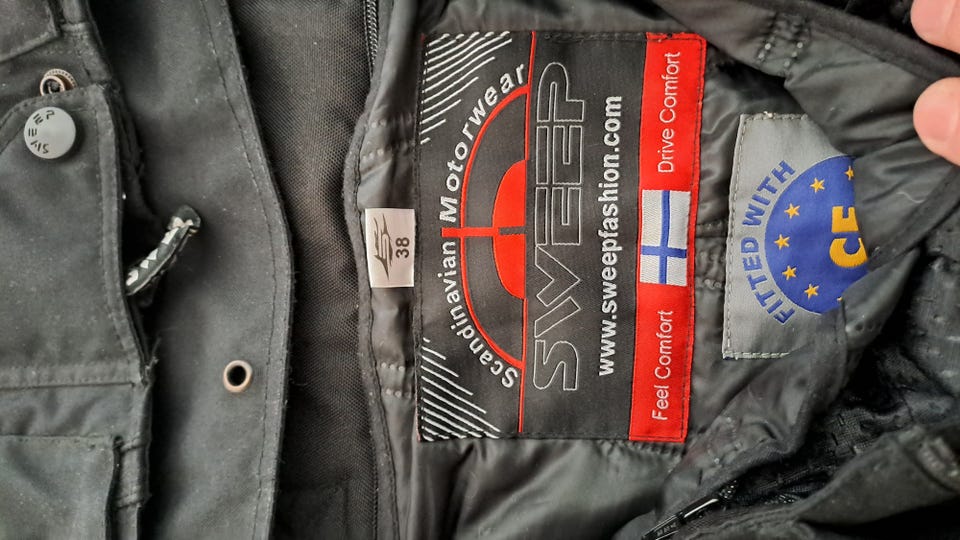 SWEEP
38
Scandinavian Motorwear
SWEEP
www.sweepfashion.com
Feel Comfort
Drive Comfort
FITTED WITH
CE